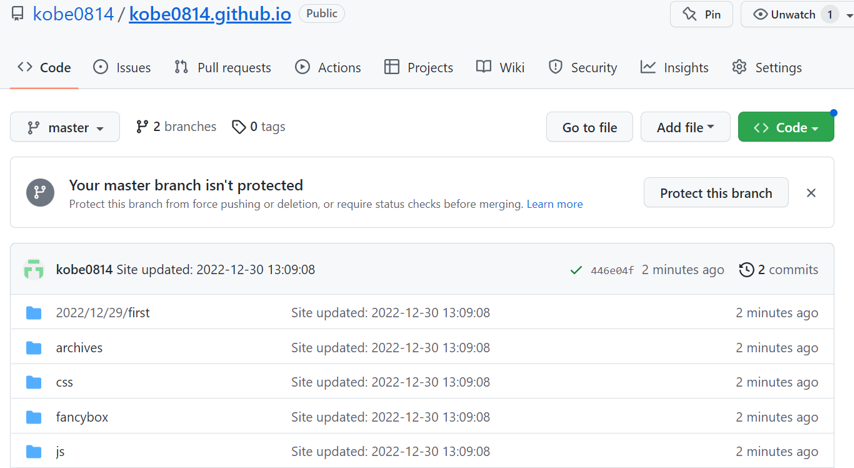 kobe0814 / kobe0814.github.io Public Pin Unwatch 1
Code Issues Pull requests Actions Projects Wiki Security Insights Settings
master 2 branches 0 tags Go to file Add file Code
Your master branch isn't protected
Protect this branch from force pushing or deletion, or require status checks before merging. Learn more
Protect this branch
kobe0814 Site updated: 2022-12-30 13:09:08 446e04f 2 minutes ago 2 commits
2022/12/29/first Site updated: 2022-12-30 13:09:08 2 minutes ago
archives Site updated: 2022-12-30 13:09:08 2 minutes ago
css Site updated: 2022-12-30 13:09:08 2 minutes ago
fancybox Site updated: 2022-12-30 13:09:08 2 minutes ago
js Site updated: 2022-12-30 13:09:08 2 minutes ago